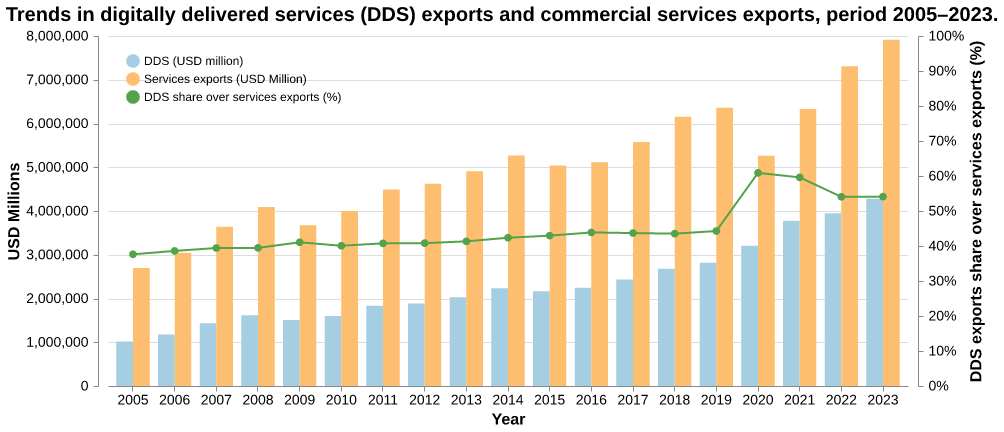 Trends in digitally delivered services (DDS) exports and commercial services exports, period 2005–2023.
8,000,000
7,000,000
6,000,000
5,000,000
4,000,000
3,000,000
2,000,000
1,000,000
0
USD Millions
DDS (USD million)
Services exports (USD Million)
DDS share over services exports (%)
100%
90%
80%
70%
60%
50%
40%
30%
20%
10%
0%
DDS exports share over services exports (%)
2005 2006 2007 2008 2009 2010 2011 2012 2013 2014 2015 2016 2017 2018 2019 2020 2021 2022 2023
Year